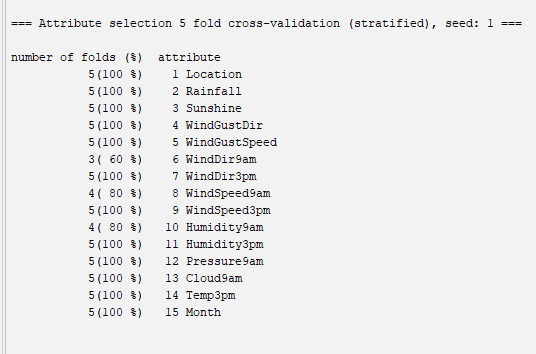 === Attribute selection 5 fold cross-validation (stratified), seed: 1 ===
number of folds (%)  attribute
           5(100 %)    1 Location
           5(100 %)    2 Rainfall
           5(100 %)    3 Sunshine
           5(100 %)    4 WindGustDir
           5(100 %)    5 WindGustSpeed
           3( 60 %)    6 WindDir9am
           5(100 %)    7 WindDir3pm
           4( 80 %)    8 WindSpeed9am
           5(100 %)    9 WindSpeed3pm
           4( 80 %)   10 Humidity9am
           5(100 %)   11 Humidity3pm
           5(100 %)   12 Pressure9am
           5(100 %)   13 Cloud9am
           5(100 %)   14 Temp3pm
           5(100 %)   15 Month